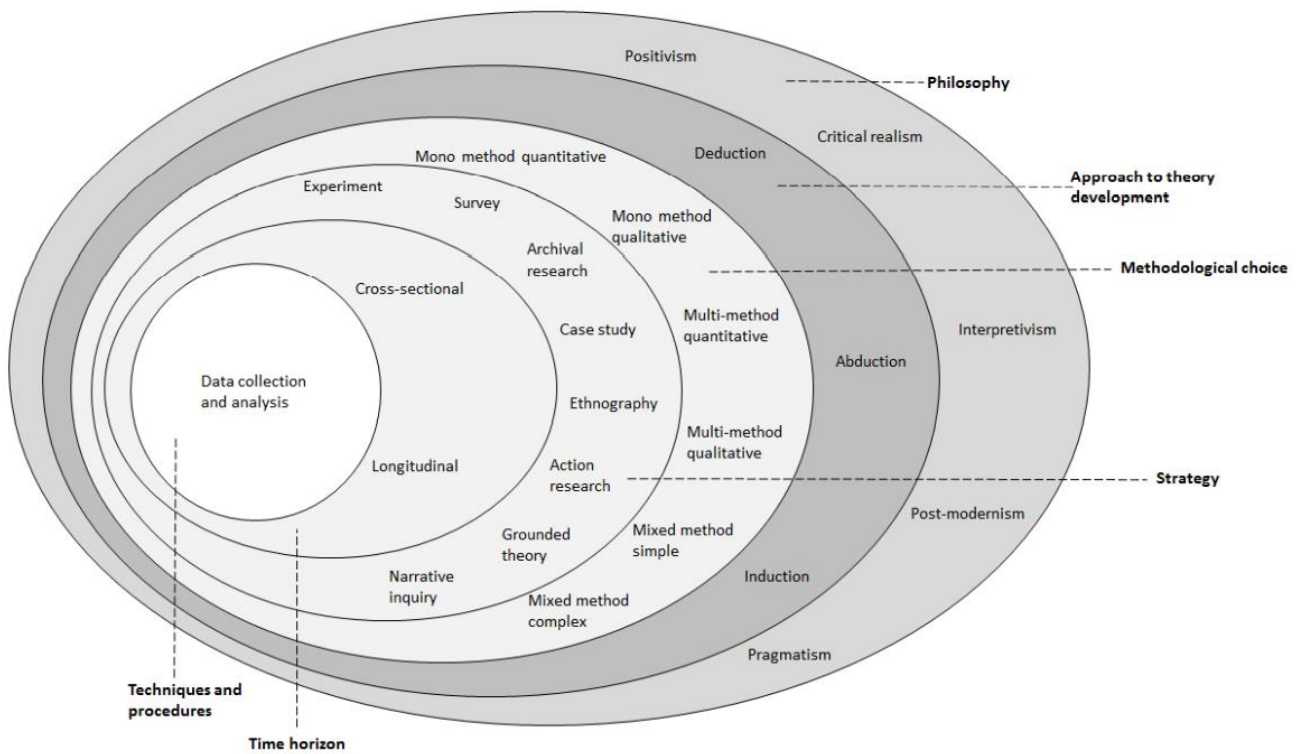 Positivism
Philosophy
Critical realism
Deduction
Mono method quantitative
Approach to theory
development
Experiment
Survey
Mono method
qualitative
Archival
research
Methodological choice
Cross-sectional
Multi-method
quantitative
Case study
Interpretivism
Abduction
Data collection
and analysis
Ethnography
Multi-method
qualitative
Longitudinal
Action
research
Strategy
Post-modernism
Grounded
theory
Mixed method
simple
Narrative
inquiry
Induction
Mixed method
complex
Pragmatism
Techniques and
procedures
Time horizon